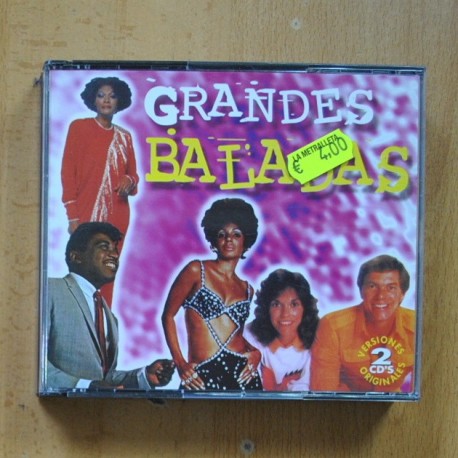 GRANDES
BALADAS
LA METRALLETA
€ 4,00
VERSIONES
2
CD'S
ORIGINALES